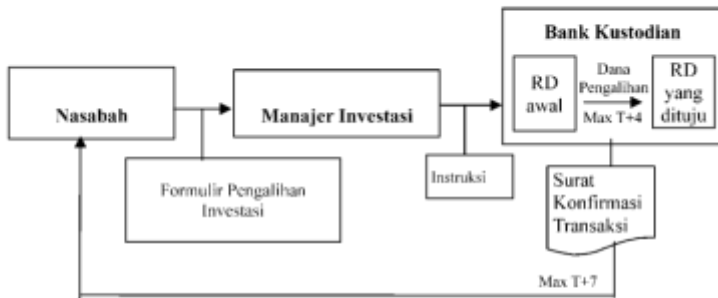 Bank Kustodian
RD
awal
Dana
Pengalihan
Max T+4
RD
yang
dituju
Nasabah
Manajer Investasi
Formulir Pengalihan
Investasi
Instruksi
Surat
Konfirmasi
Transaksi
Max T+7